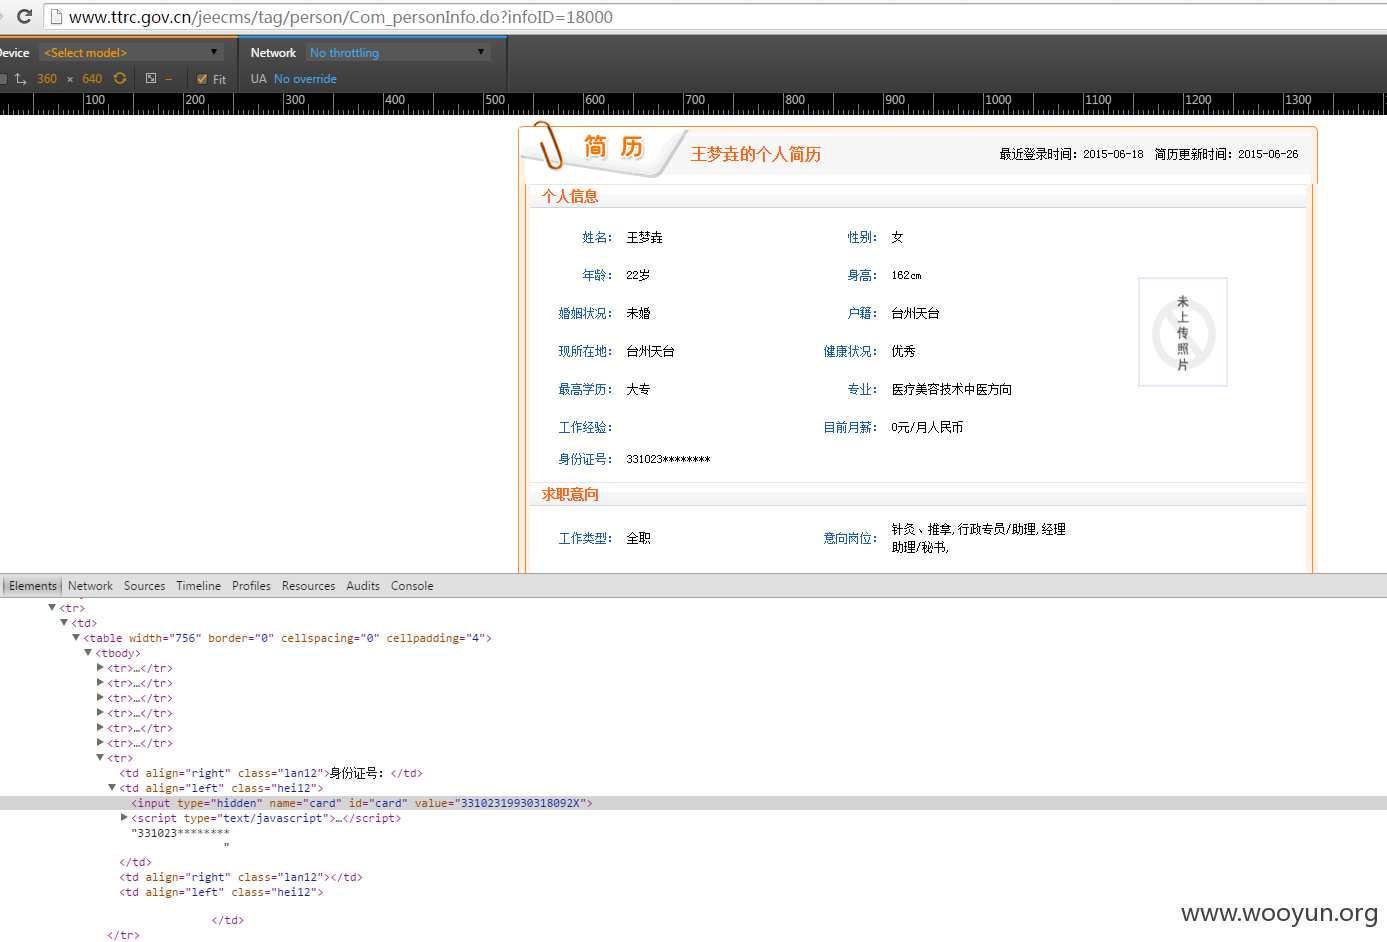 www.ttrc.gov.cn/jeecms/tag/person/Com_personInfo.do?infoID=18000
Device <Select model> Network No throttling
360 × 640 Fit UA No override
100 200 300 400 500 600 700 800 900 1000 1100 1200 1300
简 历 王梦垚的个人简历 最近登录时间：2015-06-18 简历更新时间：2015-06-26
个人信息
姓名： 王梦垚 性别： 女
年龄： 22岁 身高： 162cm
婚姻状况： 未婚 户籍： 台州天台
现所在地： 台州天台 健康状况： 优秀
最高学历： 大专 专业： 医疗美容技术中医方向
工作经验： 目前月薪： 0元/月人民币
身份证号： 331023********
未上传照片
求职意向
工作类型： 全职 意向岗位： 针灸、推拿,行政专员/助理,经理
助理/秘书,
Elements Network Sources Timeline Profiles Resources Audits Console
<tr>
<td>
<table width="756" border="0" cellspacing="0" cellpadding="4">
<tbody>
<tr>…</tr>
<tr>…</tr>
<tr>…</tr>
<tr>…</tr>
<tr>…</tr>
<tr>…</tr>
<tr>
<td align="right" class="lan12">身份证号：</td>
<td align="left" class="hei12">
<input type="hidden" name="card" id="card" value="33102319930318092X">
<script type="text/javascript">…</script>
"331023********
"
</td>
<td align="right" class="lan12"></td>
<td align="left" class="hei12">
</td>
</tr>
www.wooyun.org